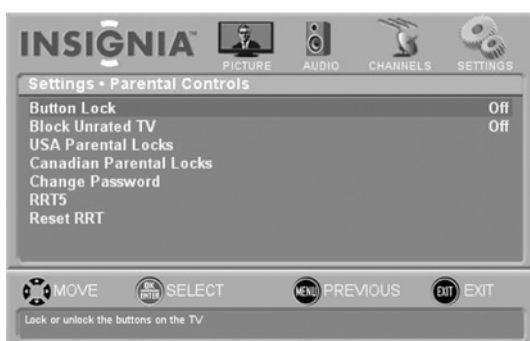 INSIGNIA™ PICTURE AUDIO CHANNELS SETTINGS
Settings • Parental Controls
Button Lock Off
Block Unrated TV Off
USA Parental Locks
Canadian Parental Locks
Change Password
RRT5
Reset RRT
MOVE OK ENTER SELECT MENU PREVIOUS EXIT EXIT
Lock or unlock the buttons on the TV